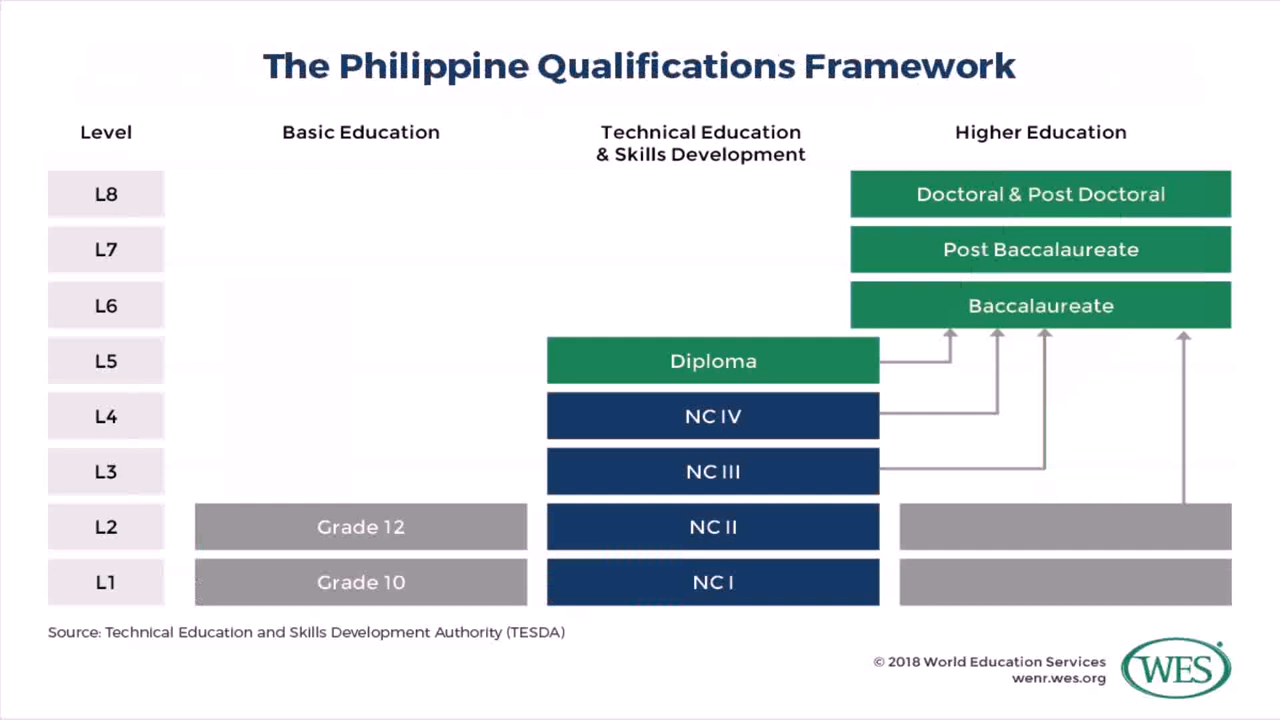 The Philippine Qualifications Framework
Level
Basic Education
Technical Education
& Skills Development
Higher Education
L8
Doctoral & Post Doctoral
L7
Post Baccalaureate
L6
Baccalaureate
L5
Diploma
L4
NC IV
L3
NC III
L2
Grade 12
NC II
L1
Grade 10
NC I
Source: Technical Education and Skills Development Authority (TESDA)
© 2018 World Education Services
wenr.wes.org
WES